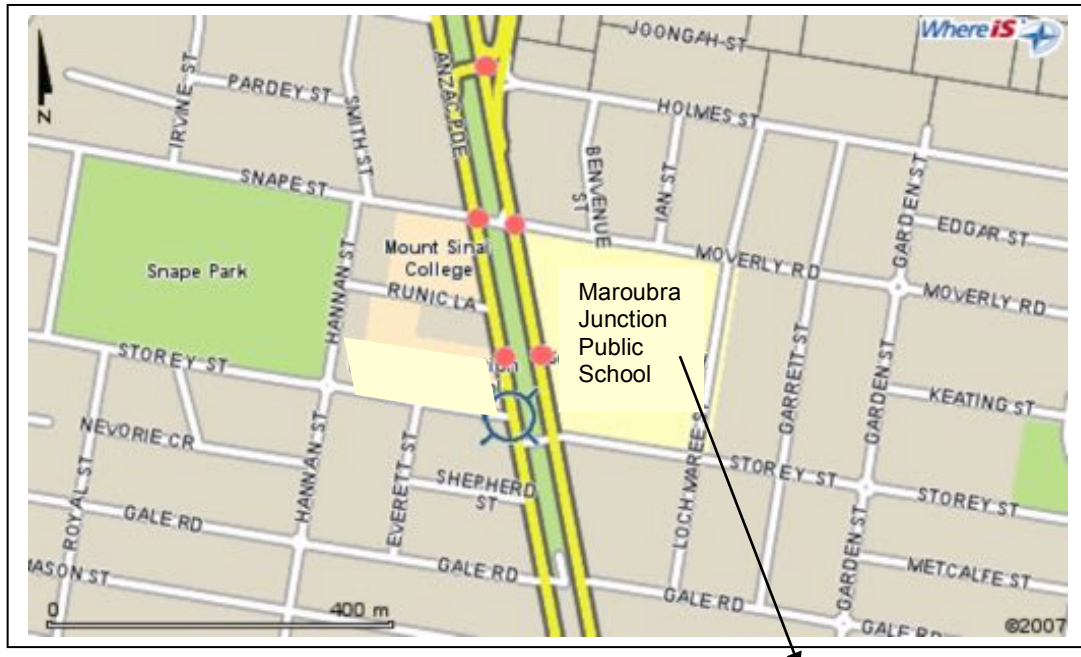 JOONGAH ST
Where iS
ANZAC PDE
IRVINE ST
PARDEY ST
SMITH ST
HOLMES ST
N
BENVENUE
ST
IAN ST
GARDEN ST
SNAPE ST
EDGAR ST
Mount Sinai
College
MOVERLY RD
Snape Park
HANNAN ST
RUNIC LA
Maroubra
Junction
Public
School
MOVERLY RD
STOREY ST
GARRETT ST
KEATING ST
NEVORIE CR
HANNAN ST
EVERETT ST
LOCH MAREE S
GARDEN ST
SHEPHERD
ST
STOREY ST
STOREY ST
ROYAL ST
GALE RD
GALE RD
METCALFE ST
MASON ST
GALE RD
GARDEN ST
GALE RD
0 400 m
©2007